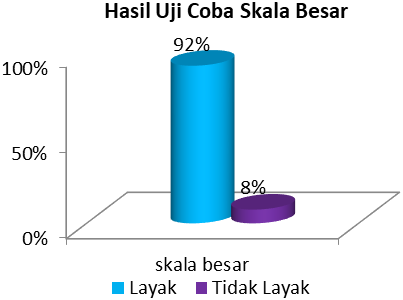 Hasil Uji Coba Skala Besar
92%
100%
50%
8%
0%
skala besar
Layak Tidak Layak